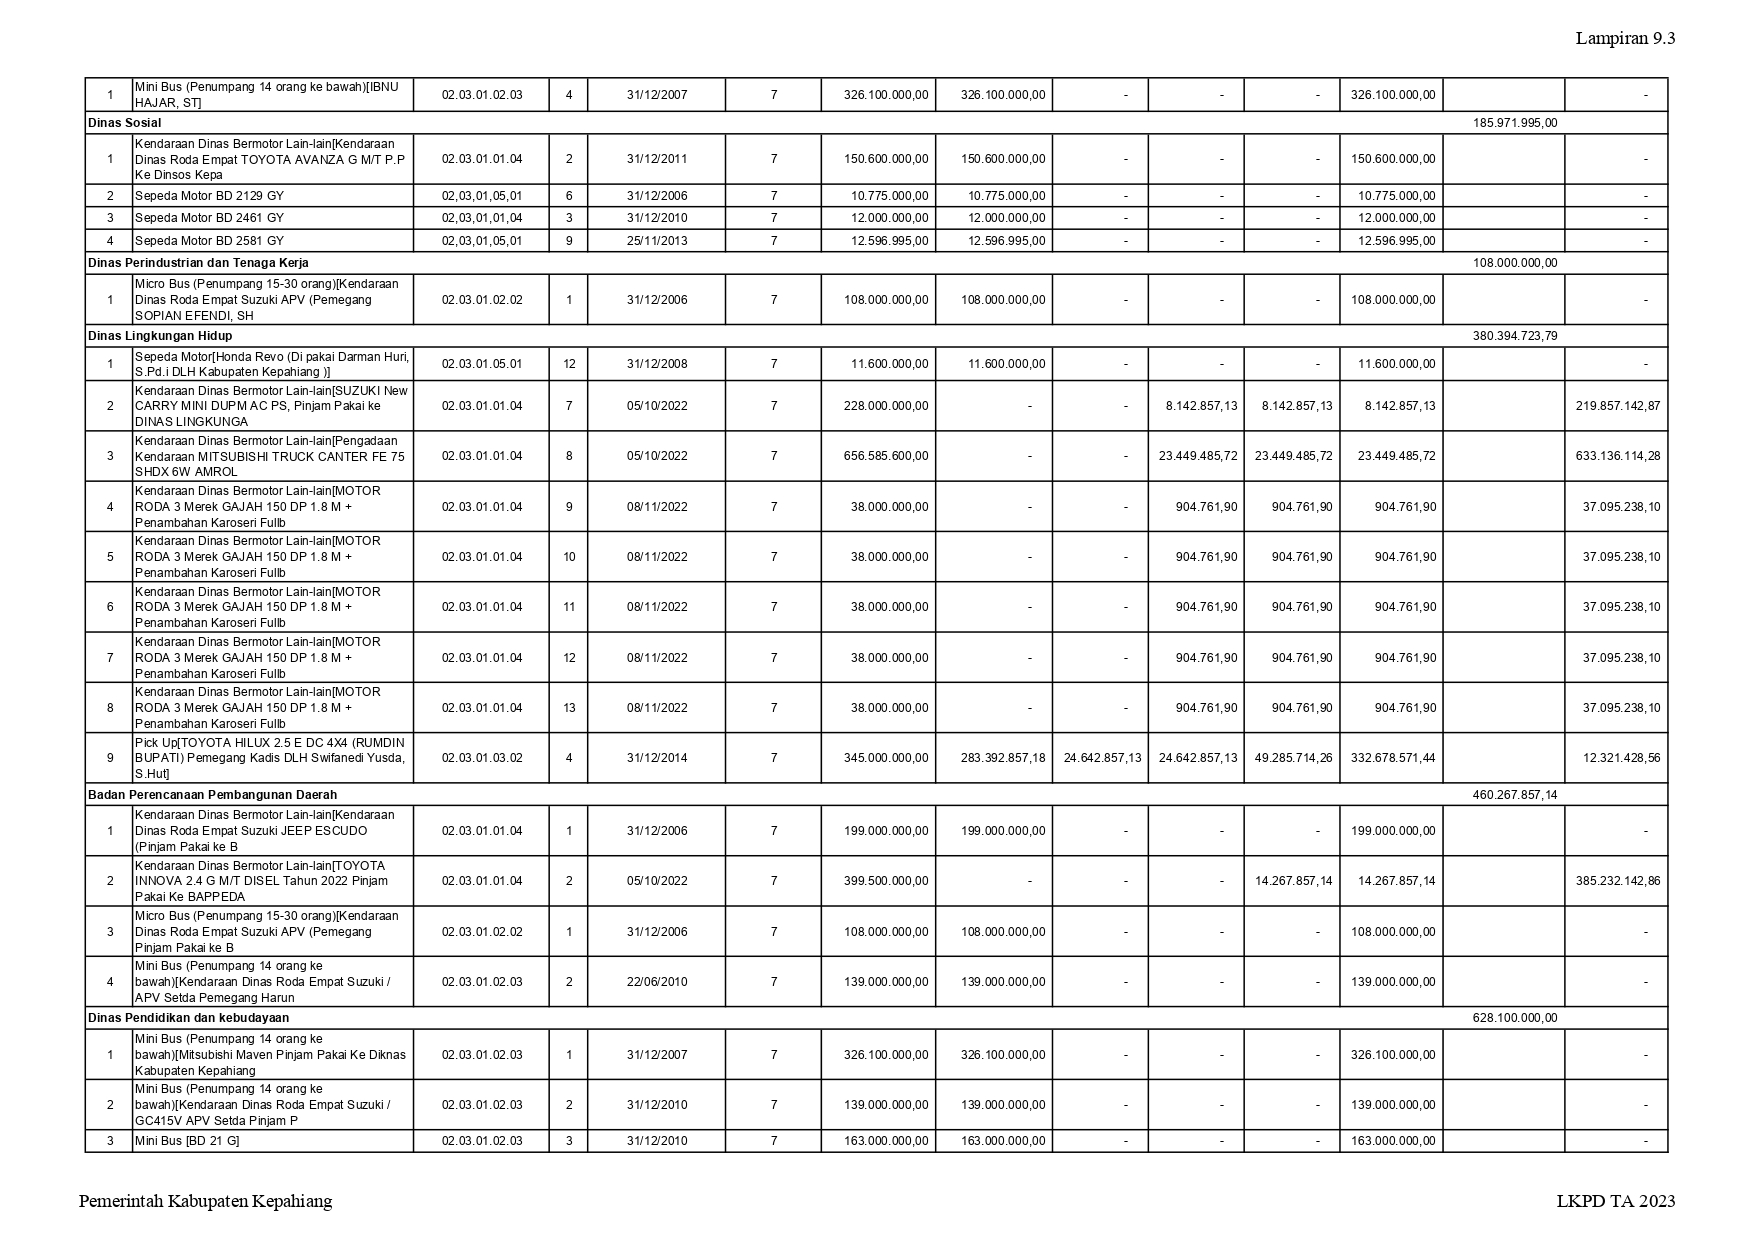 Lampiran 9.3
1 Mini Bus (Penumpang 14 orang ke bawah)[IBNU HAJAR, ST] 02.03.01.02.03 4 31/12/2007 7 326.100.000,00 326.100.000,00 - - - 326.100.000,00 -
Dinas Sosial 185.971.995,00
1 Kendaraan Dinas Bermotor Lain-lain[Kendaraan Dinas Roda Empat TOYOTA AVANZA G M/T P.P Ke Dinsos Kepa 02.03.01.01.04 2 31/12/2011 7 150.600.000,00 150.600.000,00 - - - 150.600.000,00 -
2 Sepeda Motor BD 2129 GY 02,03,01,05,01 6 31/12/2006 7 10.775.000,00 10.775.000,00 - - - 10.775.000,00 -
3 Sepeda Motor BD 2461 GY 02,03,01,01,04 3 31/12/2010 7 12.000.000,00 12.000.000,00 - - - 12.000.000,00 -
4 Sepeda Motor BD 2581 GY 02,03,01,05,01 9 25/11/2013 7 12.596.995,00 12.596.995,00 - - - 12.596.995,00 -
Dinas Perindustrian dan Tenaga Kerja 108.000.000,00
1 Micro Bus (Penumpang 15-30 orang)[Kendaraan Dinas Roda Empat Suzuki APV (Pemegang SOPIAN EFENDI, SH 02.03.01.02.02 1 31/12/2006 7 108.000.000,00 108.000.000,00 - - - 108.000.000,00 -
Dinas Lingkungan Hidup 380.394.723,79
1 Sepeda Motor[Honda Revo (Di pakai Darman Huri, S.Pd.i DLH Kabupaten Kepahiang )] 02.03.01.05.01 12 31/12/2008 7 11.600.000,00 11.600.000,00 - - - 11.600.000,00 -
2 Kendaraan Dinas Bermotor Lain-lain[SUZUKI New CARRY MINI DUPM AC PS, Pinjam Pakai ke DINAS LINGKUNGA 02.03.01.01.04 7 05/10/2022 7 228.000.000,00 - - 8.142.857,13 8.142.857,13 8.142.857,13 219.857.142,87
3 Kendaraan Dinas Bermotor Lain-lain[Pengadaan Kendaraan MITSUBISHI TRUCK CANTER FE 75 SHDX 6W AMROL 02.03.01.01.04 8 05/10/2022 7 656.585.600,00 - - 23.449.485,72 23.449.485,72 23.449.485,72 633.136.114,28
4 Kendaraan Dinas Bermotor Lain-lain[MOTOR RODA 3 Merek GAJAH 150 DP 1.8 M + Penambahan Karoseri Fullb 02.03.01.01.04 9 08/11/2022 7 38.000.000,00 - - 904.761,90 904.761,90 904.761,90 37.095.238,10
5 Kendaraan Dinas Bermotor Lain-lain[MOTOR RODA 3 Merek GAJAH 150 DP 1.8 M + Penambahan Karoseri Fullb 02.03.01.01.04 10 08/11/2022 7 38.000.000,00 - - 904.761,90 904.761,90 904.761,90 37.095.238,10
6 Kendaraan Dinas Bermotor Lain-lain[MOTOR RODA 3 Merek GAJAH 150 DP 1.8 M + Penambahan Karoseri Fullb 02.03.01.01.04 11 08/11/2022 7 38.000.000,00 - - 904.761,90 904.761,90 904.761,90 37.095.238,10
7 Kendaraan Dinas Bermotor Lain-lain[MOTOR RODA 3 Merek GAJAH 150 DP 1.8 M + Penambahan Karoseri Fullb 02.03.01.01.04 12 08/11/2022 7 38.000.000,00 - - 904.761,90 904.761,90 904.761,90 37.095.238,10
8 Kendaraan Dinas Bermotor Lain-lain[MOTOR RODA 3 Merek GAJAH 150 DP 1.8 M + Penambahan Karoseri Fullb 02.03.01.01.04 13 08/11/2022 7 38.000.000,00 - - 904.761,90 904.761,90 904.761,90 37.095.238,10
9 Pick Up[TOYOTA HILUX 2.5 E DC 4X4 (RUMDIN BUPATI) Pemegang Kadis DLH Swifanedi Yusda, S.Hut] 02.03.01.03.02 4 31/12/2014 7 345.000.000,00 283.392.857,18 24.642.857,13 24.642.857,13 49.285.714,26 332.678.571,44 12.321.428,56
Badan Perencanaan Pembangunan Daerah 460.267.857,14
1 Kendaraan Dinas Bermotor Lain-lain[Kendaraan Dinas Roda Empat Suzuki JEEP ESCUDO (Pinjam Pakai ke B 02.03.01.01.04 1 31/12/2006 7 199.000.000,00 199.000.000,00 - - - 199.000.000,00 -
2 Kendaraan Dinas Bermotor Lain-lain[TOYOTA INNOVA 2.4 G M/T DISEL Tahun 2022 Pinjam Pakai Ke BAPPEDA 02.03.01.01.04 2 05/10/2022 7 399.500.000,00 - - - 14.267.857,14 14.267.857,14 385.232.142,86
3 Micro Bus (Penumpang 15-30 orang)[Kendaraan Dinas Roda Empat Suzuki APV (Pemegang Pinjam Pakai ke B 02.03.01.02.02 1 31/12/2006 7 108.000.000,00 108.000.000,00 - - - 108.000.000,00 -
4 Mini Bus (Penumpang 14 orang ke bawah)[Kendaraan Dinas Roda Empat Suzuki / APV Setda Pemegang Harun 02.03.01.02.03 2 22/06/2010 7 139.000.000,00 139.000.000,00 - - - 139.000.000,00 -
Dinas Pendidikan dan kebudayaan 628.100.000,00
1 Mini Bus (Penumpang 14 orang ke bawah)[Mitsubishi Maven Pinjam Pakai Ke Diknas Kabupaten Kepahiang 02.03.01.02.03 1 31/12/2007 7 326.100.000,00 326.100.000,00 - - - 326.100.000,00 -
2 Mini Bus (Penumpang 14 orang ke bawah)[Kendaraan Dinas Roda Empat Suzuki / GC415V APV Setda Pinjam P 02.03.01.02.03 2 31/12/2010 7 139.000.000,00 139.000.000,00 - - - 139.000.000,00 -
3 Mini Bus [BD 21 G] 02.03.01.02.03 3 31/12/2010 7 163.000.000,00 163.000.000,00 - - - 163.000.000,00 -
Pemerintah Kabupaten Kepahiang LKPD TA 2023